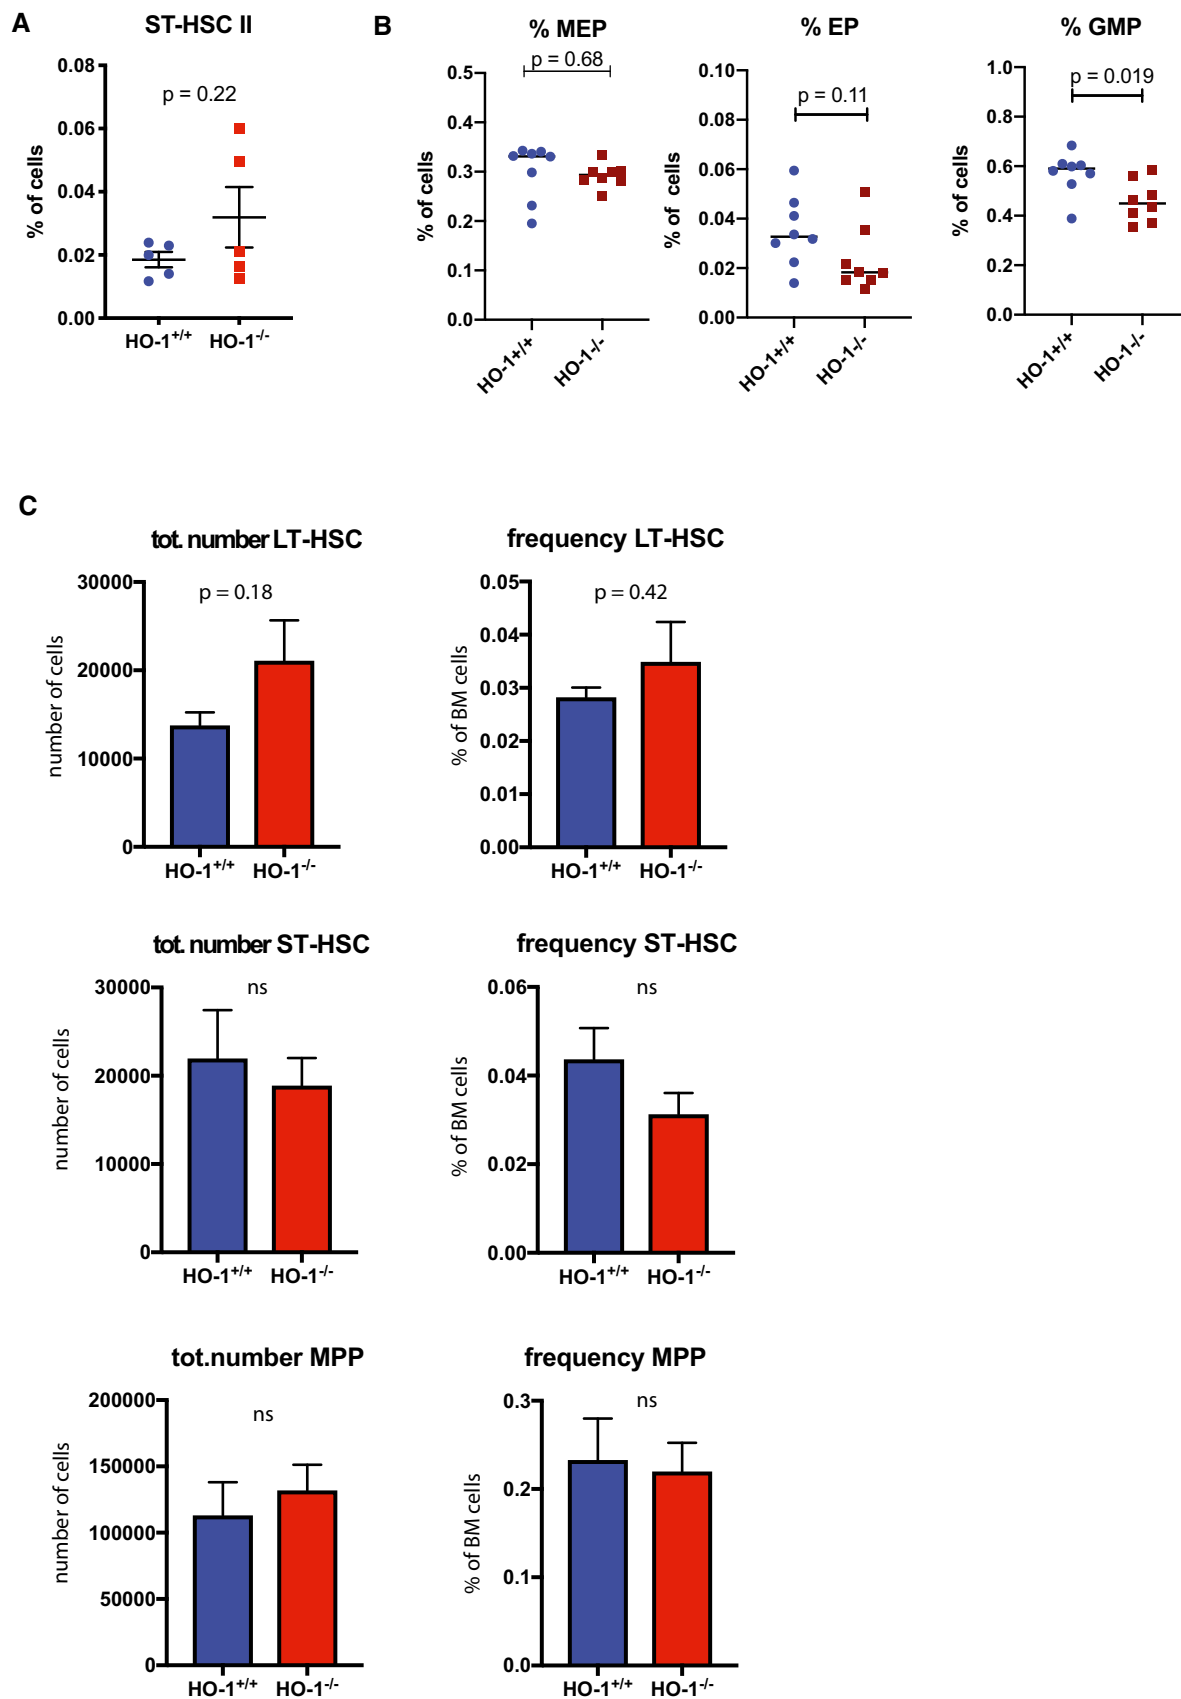 A
ST-HSC II
0.08
p = 0.22
0.06
0.04
0.02
0.00
% of cells
HO-1+/+ HO-1-/-
B
% MEP
p = 0.68
0.5
0.4
0.3
0.2
0.1
0.0
% of cells
HO-1+/+
HO-1-/-
% EP
0.10
p = 0.11
0.08
0.06
0.04
0.02
0.00
% of cells
HO-1+/+
HO-1-/-
% GMP
1.0
p = 0.019
0.8
0.6
0.4
0.2
0.0
% of cells
HO-1+/+
HO-1-/-
C
tot. number LT-HSC
30000
p = 0.18
20000
10000
0
number of cells
HO-1+/+ HO-1-/-
frequency LT-HSC
0.05
p = 0.42
0.04
0.03
0.02
0.01
0.00
% of BM cells
HO-1+/+ HO-1-/-
tot. number ST-HSC
30000
ns
20000
10000
0
number of cells
HO-1+/+ HO-1-/-
frequency ST-HSC
0.06
ns
0.04
0.02
0.00
% of BM cells
HO-1+/+ HO-1-/-
tot.number MPP
200000
ns
150000
100000
50000
0
number of cells
HO-1+/+ HO-1-/-
frequency MPP
0.3
ns
0.2
0.1
0.0
% of BM cells
HO-1+/+ HO-1-/-